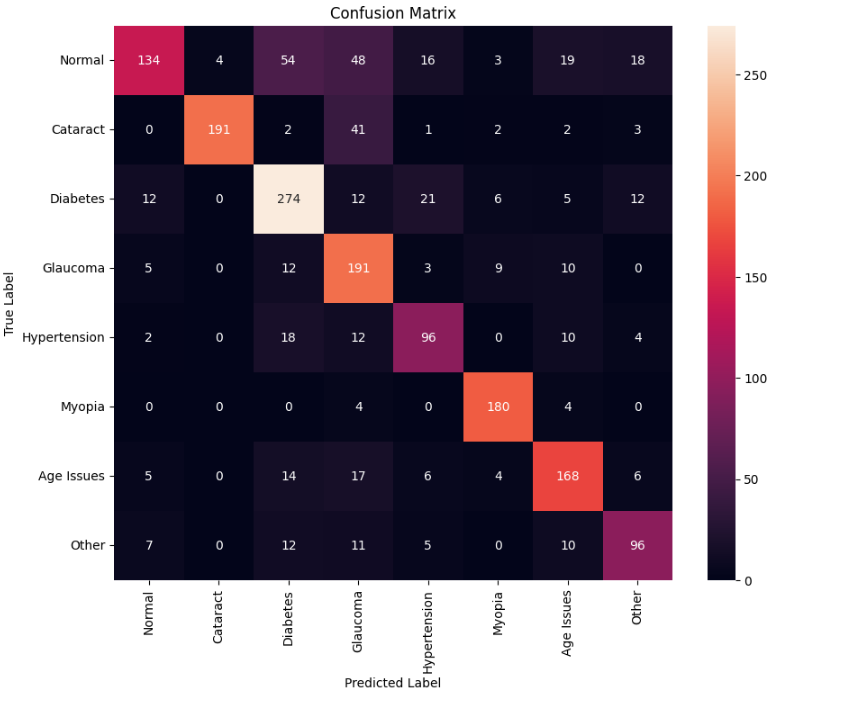 Confusion Matrix
Normal 134 4 54 48 16 3 19 18
Cataract 0 191 2 41 1 2 2 3
Diabetes 12 0 274 12 21 6 5 12
Glaucoma 5 0 12 191 3 9 10 0
Hypertension 2 0 18 12 96 0 10 4
Myopia 0 0 0 4 0 180 4 0
Age Issues 5 0 14 17 6 4 168 6
Other 7 0 12 11 5 0 10 96
True Label
Normal Cataract Diabetes Glaucoma Hypertension Myopia Age Issues Other
Predicted Label
250
200
150
100
50
0